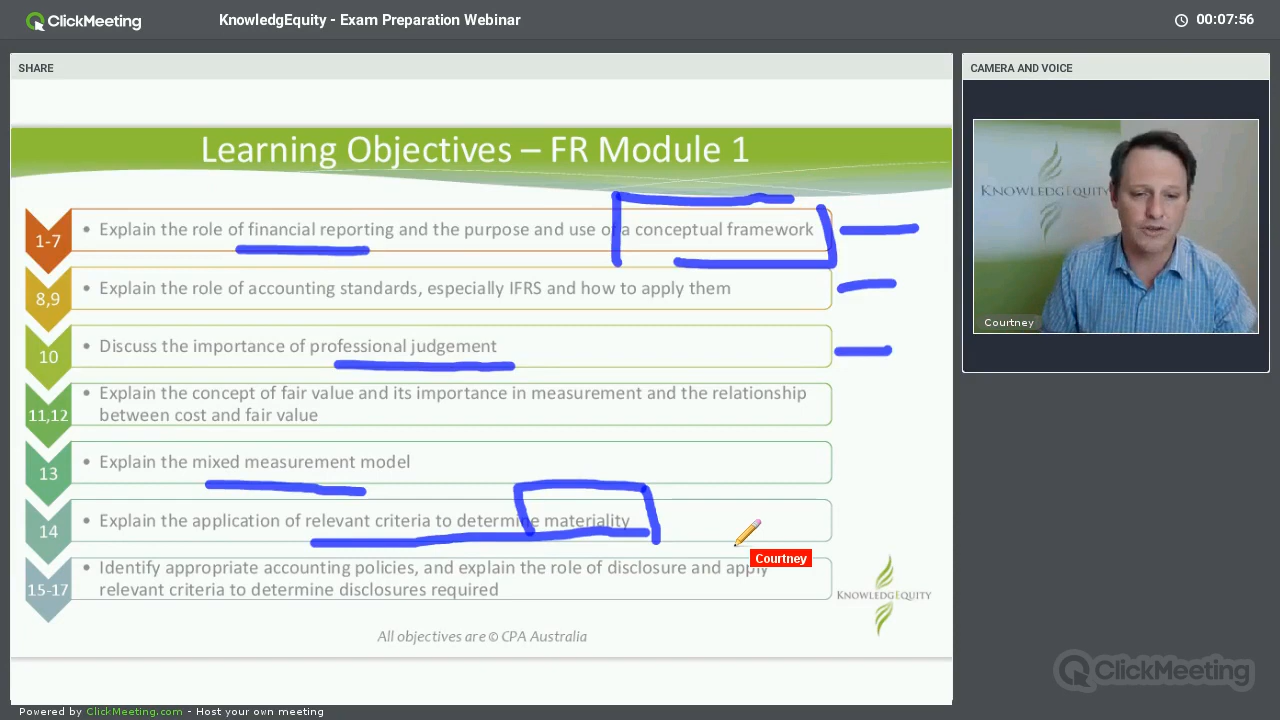 ClickMeeting
KnowledgEquity - Exam Preparation Webinar
00:07:56
SHARE
CAMERA AND VOICE
Learning Objectives – FR Module 1
1-7
• Explain the role of financial reporting and the purpose and use of a conceptual framework
8,9
• Explain the role of accounting standards, especially IFRS and how to apply them
10
• Discuss the importance of professional judgement
11,12
• Explain the concept of fair value and its importance in measurement and the relationship
between cost and fair value
13
• Explain the mixed measurement model
14
• Explain the application of relevant criteria to determine materiality
Courtney
15-17
• Identify appropriate accounting policies, and explain the role of disclosure and apply
relevant criteria to determine disclosures required
KNOWLEDGEQUITY
All objectives are © CPA Australia
KNOWLEDGEQUITY
Courtney
ClickMeeting
Powered by ClickMeeting.com - Host your own meeting